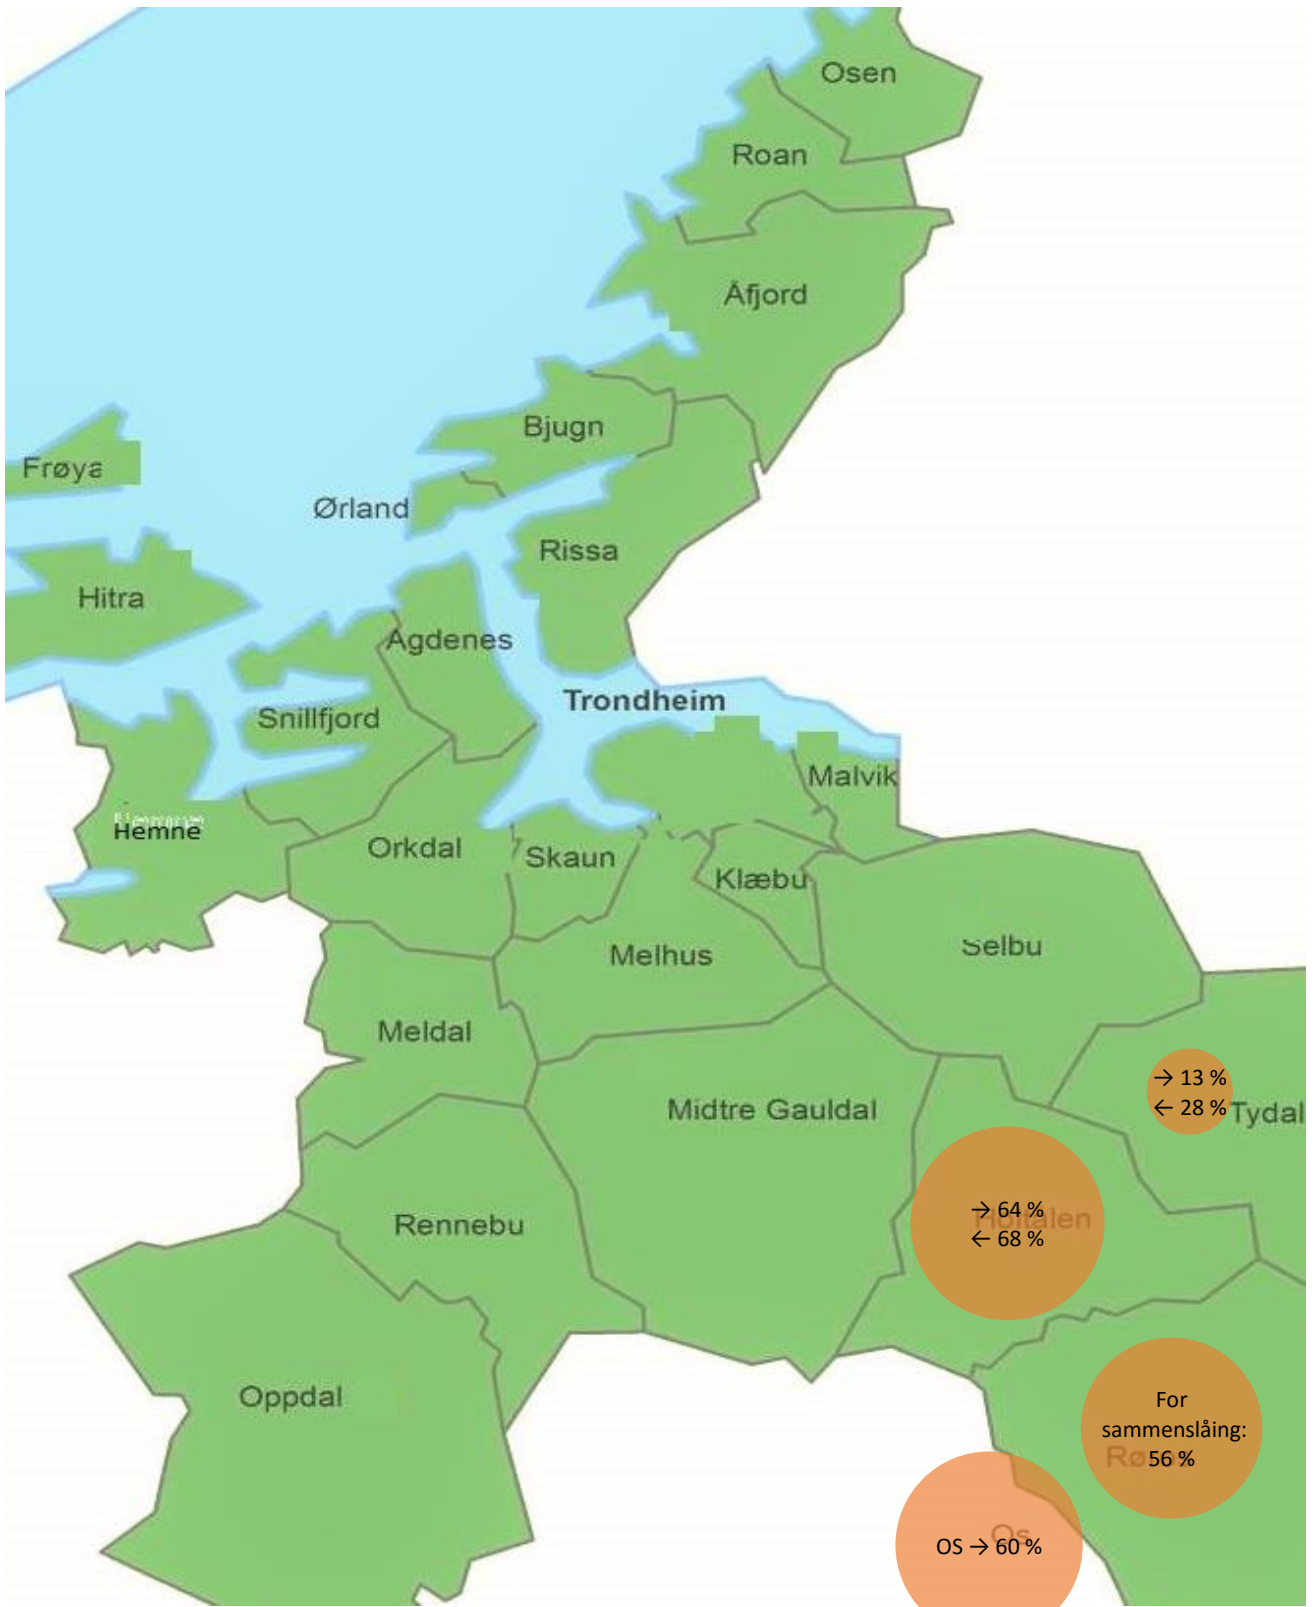 Osen
Roan
Åfjord
Bjugn
Frøya
Ørland
Rissa
Hitra
Agdenes
Trondheim
Snillfjord
Malvik
Hemne
Orkdal
Skaun
Klæbu
Selbu
Melhus
Meldal
→ 13 %
← 28 %
Tydal
Midtre Gauldal
→ 64 %
Holtålen
← 68 %
Rennebu
Oppdal
For
sammenslåing:
56 %
Os
OS → 60 %